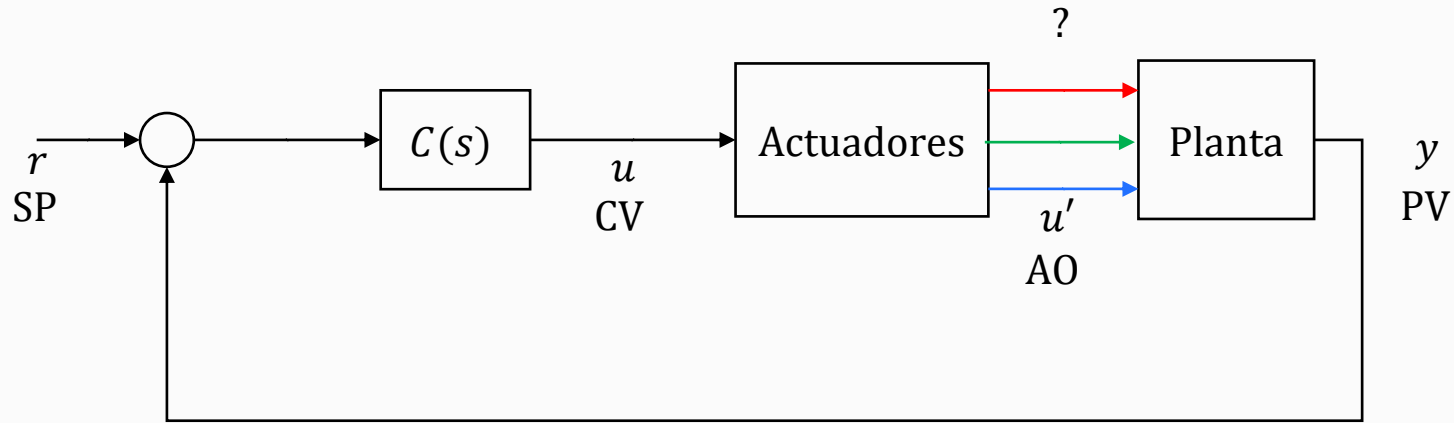 ?
r
SP
C(s)
u
CV
Actuadores
u′
AO
Planta
y
PV